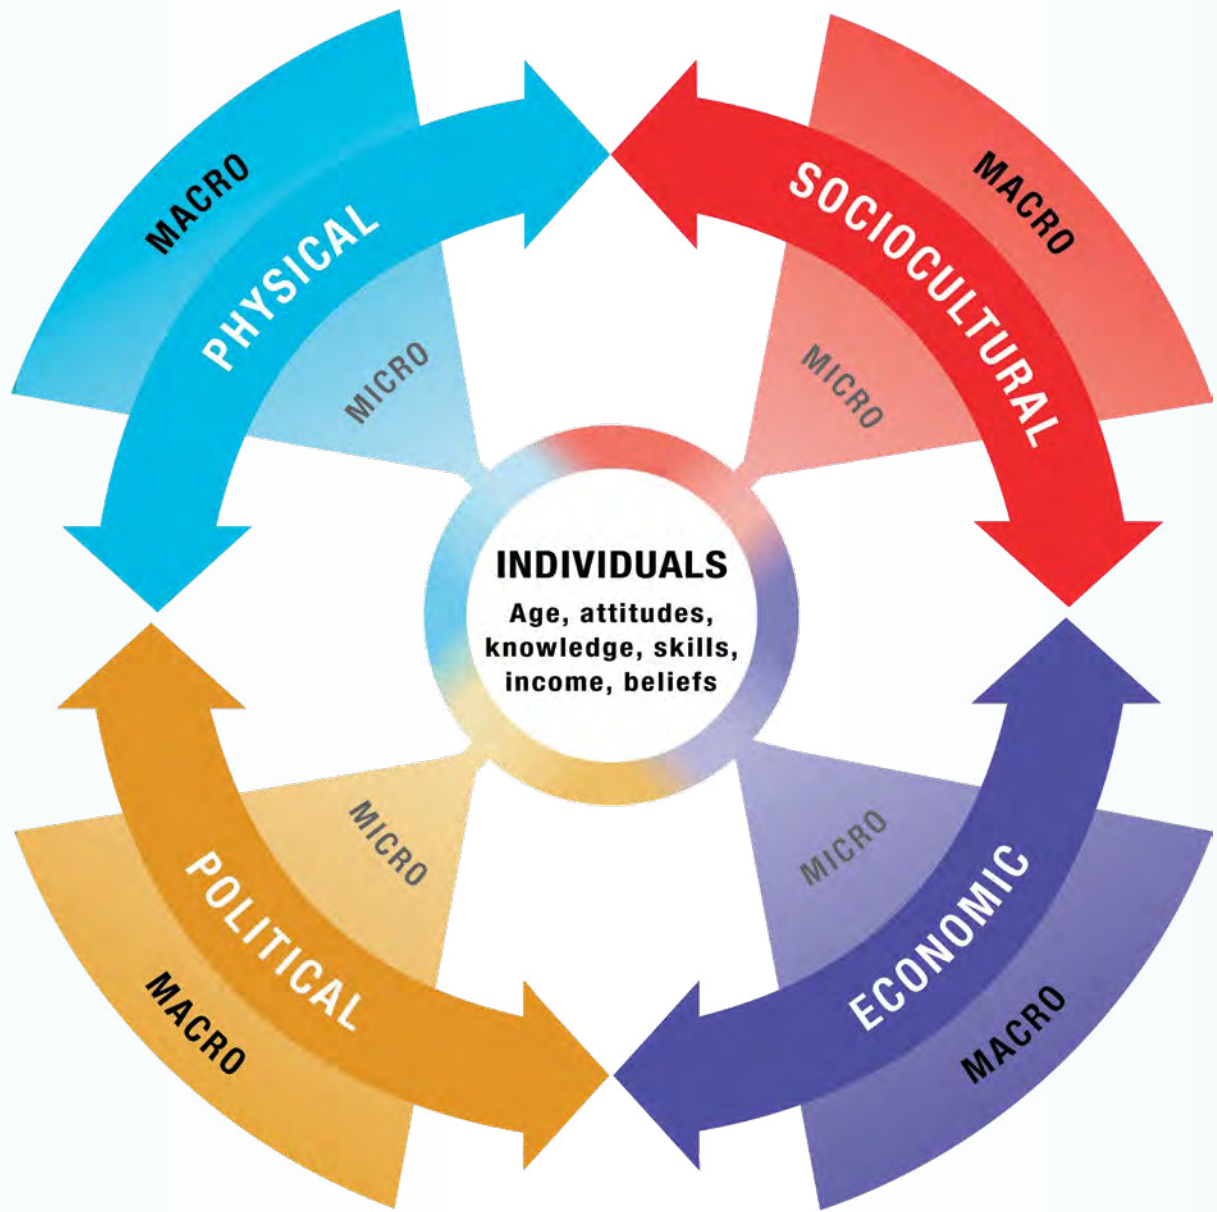 MACRO
PHYSICAL
MICRO
MACRO
SOCIOCULTURAL
MICRO
INDIVIDUALS
Age, attitudes,
knowledge, skills,
income, beliefs
MICRO
POLITICAL
MACRO
MICRO
ECONOMIC
MACRO